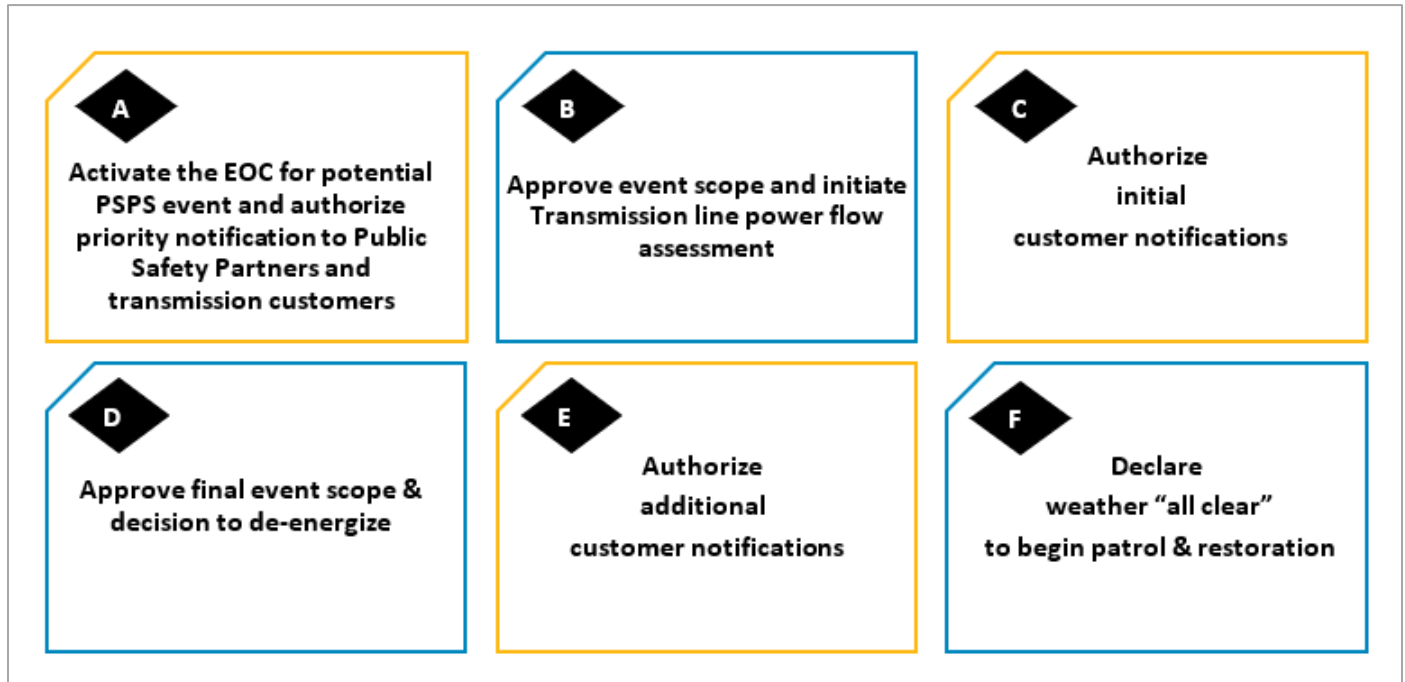 A
Activate the EOC for potential
PSPS event and authorize
priority notification to Public
Safety Partners and
transmission customers
B
Approve event scope and initiate
Transmission line power flow
assessment
C
Authorize
initial
customer notifications
D
Approve final event scope &
decision to de-energize
E
Authorize
additional
customer notifications
F
Declare
weather “all clear”
to begin patrol & restoration